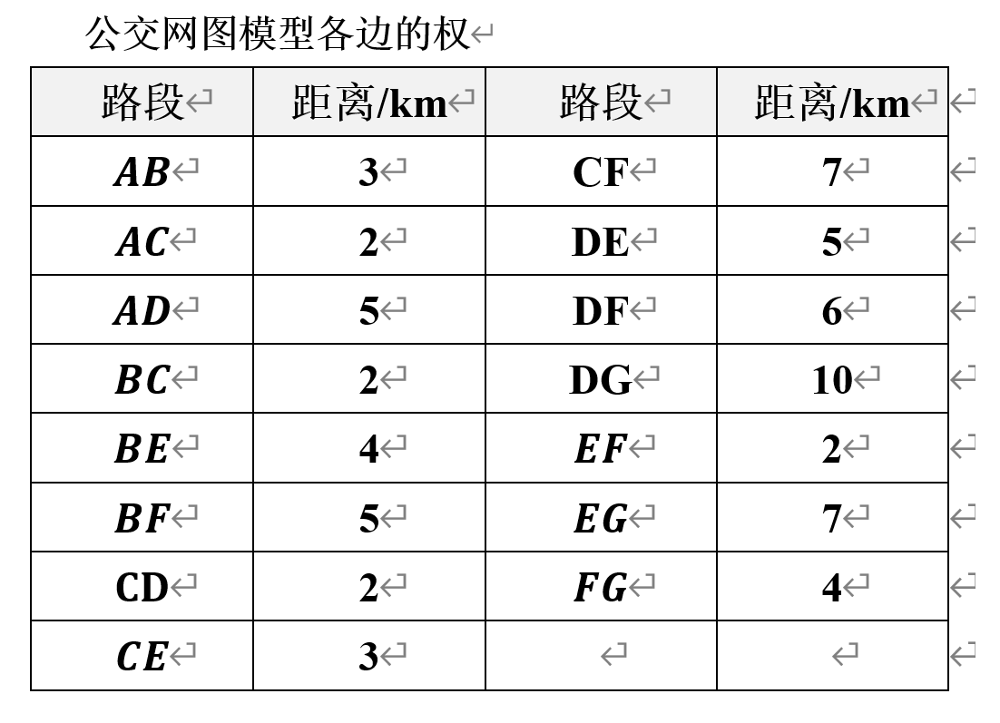 公交网图模型各边的权↵
路段↵ 距离/km↵ 路段↵ 距离/km↵ ↵
AB↵ 3↵ CF↵ 7↵ ↵
AC↵ 2↵ DE↵ 5↵ ↵
AD↵ 5↵ DF↵ 6↵ ↵
BC↵ 2↵ DG↵ 10↵ ↵
BE↵ 4↵ EF↵ 2↵ ↵
BF↵ 5↵ EG↵ 7↵ ↵
CD↵ 2↵ FG↵ 4↵ ↵
CE↵ 3↵ ↵ ↵ ↵